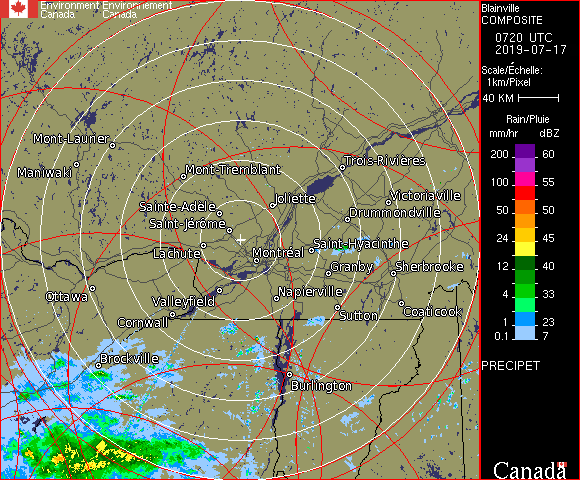 Environment Environnement
Canada Canada
Blainville
COMPOSITE
0720 UTC
2019-07-17
Scale/Échelle:
1km/Pixel
40 KM
Rain/Pluie
mm/hr dBZ
200 60
100 55
50 50
24 45
12 40
4 33
1 23
0.1 7
PRECIPET
Canada
Mont-Laurier
Maniwaki
Mont-Tremblant
Trois-Rivières
Joliette
Victoriaville
Sainte-Adèle
Drummondville
Saint-Jérôme
Saint-Hyacinthe
Lachute
Montréal
Granby
Sherbrooke
Ottawa
Valleyfield
Napierville
Coaticook
Cornwall
Sutton
Brockville
Burlington